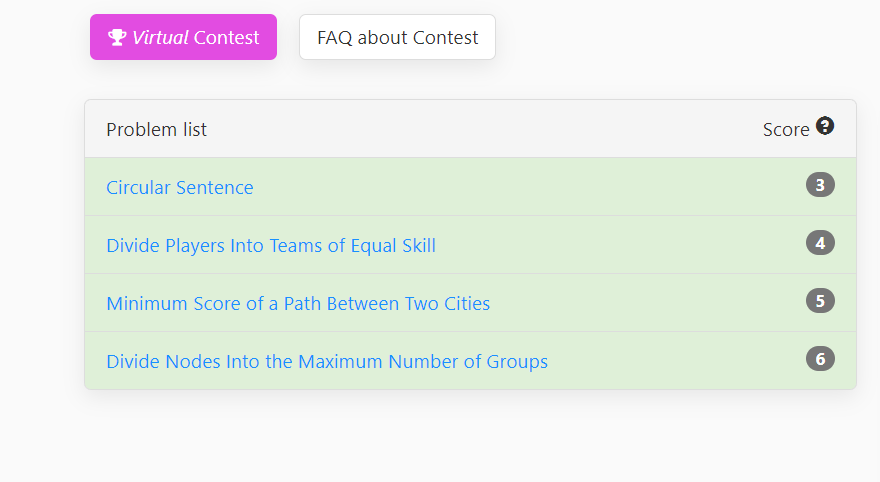 Virtual Contest FAQ about Contest
Problem list Score ?
Circular Sentence 3
Divide Players Into Teams of Equal Skill 4
Minimum Score of a Path Between Two Cities 5
Divide Nodes Into the Maximum Number of Groups 6